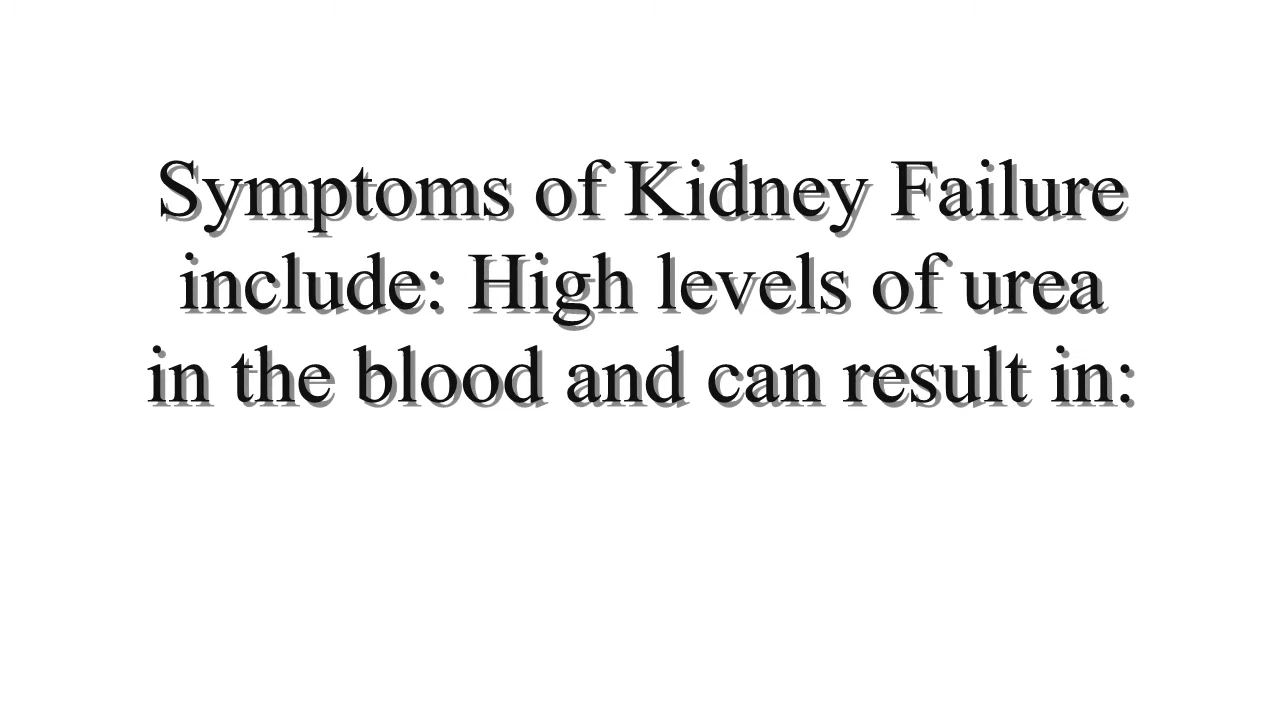 Symptoms of Kidney Failure
include: High levels of urea
in the blood and can result in: